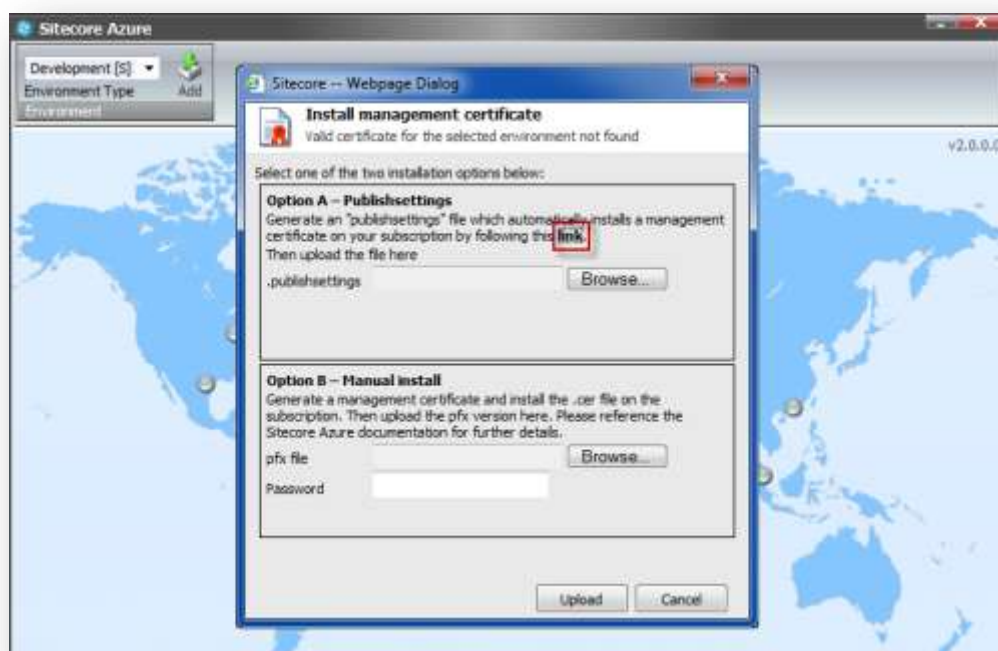 Sitecore Azure
Development [S]
Environment Type
Add
Environment
v2.0.0.0
Sitecore -- Webpage Dialog
Install management certificate
Valid certificate for the selected environment not found
Select one of the two installation options below:
Option A – Publishsettings
Generate an "publishsettings" file which automatically installs a management
certificate on your subscription by following this link.
Then upload the file here
.publishsettings
Browse...
Option B – Manual install
Generate a management certificate and install the .cer file on the
subscription. Then upload the pfx version here. Please reference the
Sitecore Azure documentation for further details.
pfx file
Browse...
Password
Upload
Cancel